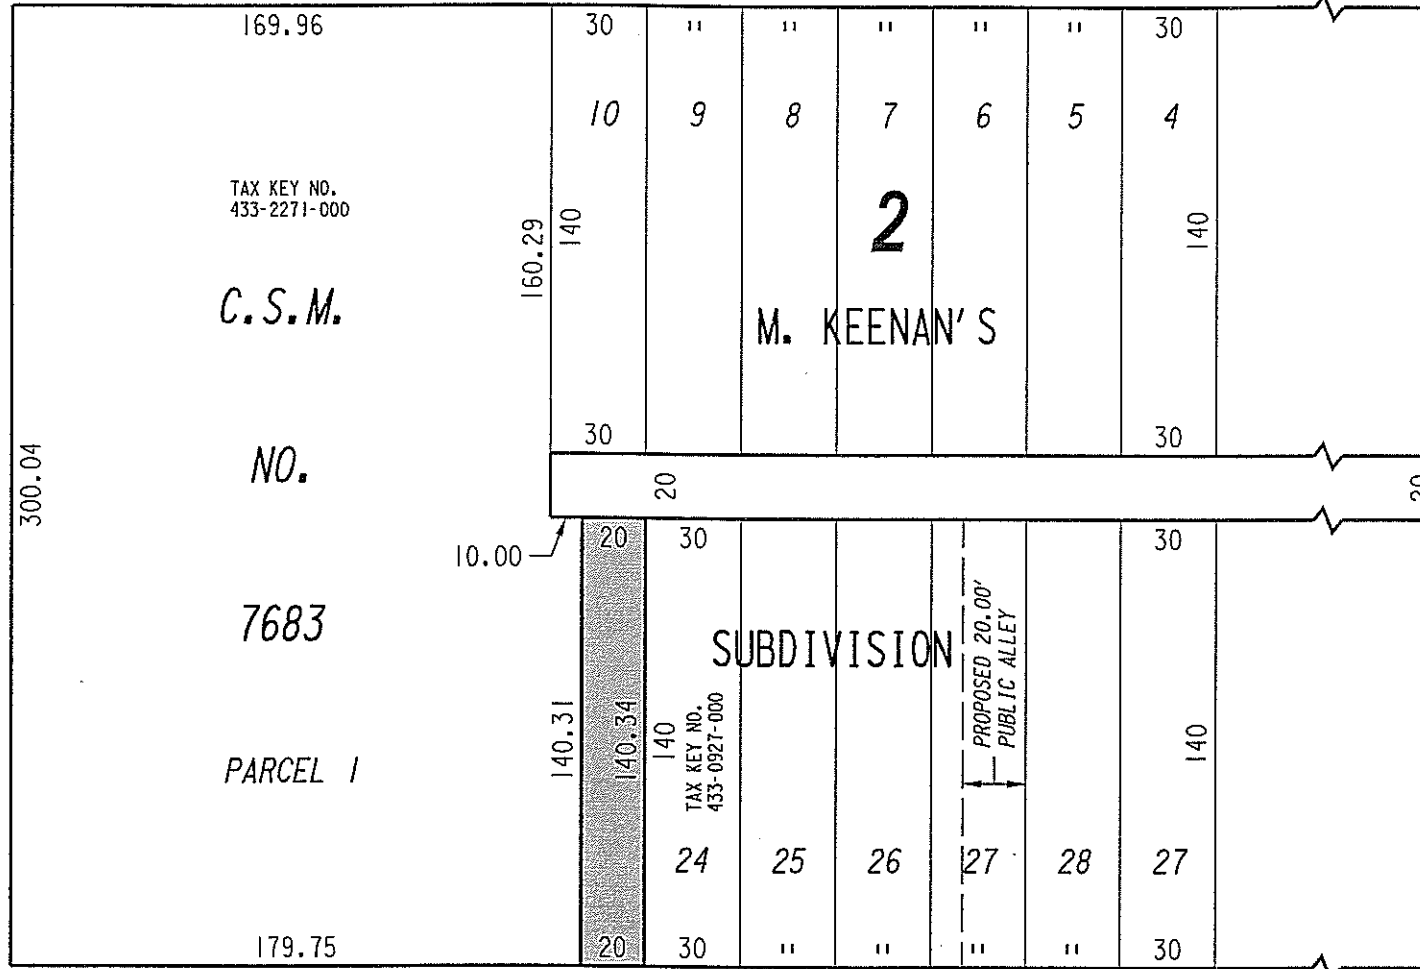 169.96
30 " " " " " 30
10 9 8 7 6 5 4
TAX KEY NO.
433-2271-000
2
160.29
140
140
C.S.M.
M. KEENAN'S
30
30
NO.
300.04
20
20
10.00
20
30
30
7683
SUBDIVISION
PROPOSED 20.00'
PUBLIC ALLEY
140.31
140.34
140
TAX KEY NO.
433-0927-000
140
PARCEL 1
24 25 26 27 28 27
179.75
20 30 " " " " 30